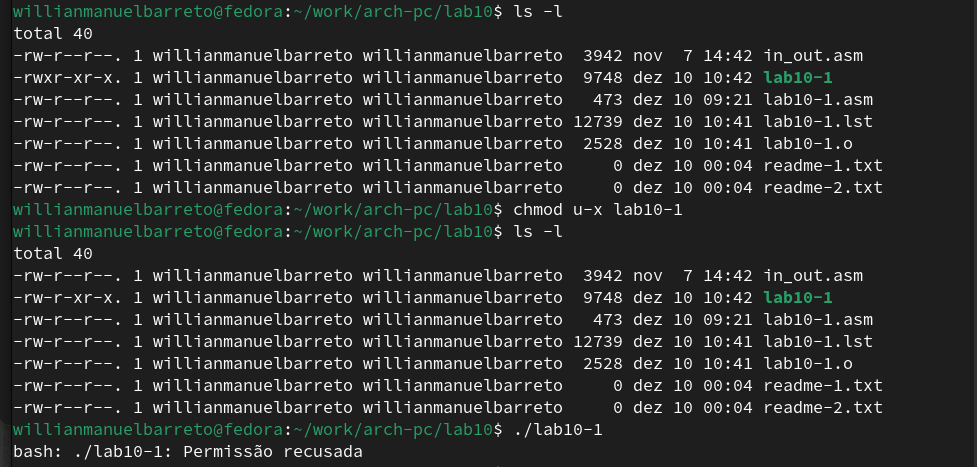 willianmanuelbarreto@fedora:~/work/arch-pc/lab10$ ls -l
total 40
-rw-r--r--. 1 willianmanuelbarreto willianmanuelbarreto  3942 nov  7 14:42 in_out.asm
-rwxr-xr-x. 1 willianmanuelbarreto willianmanuelbarreto  9748 dez 10 10:42 lab10-1
-rw-r--r--. 1 willianmanuelbarreto willianmanuelbarreto   473 dez 10 09:21 lab10-1.asm
-rw-r--r--. 1 willianmanuelbarreto willianmanuelbarreto 12739 dez 10 10:41 lab10-1.lst
-rw-r--r--. 1 willianmanuelbarreto willianmanuelbarreto  2528 dez 10 10:41 lab10-1.o
-rw-r--r--. 1 willianmanuelbarreto willianmanuelbarreto     0 dez 10 00:04 readme-1.txt
-rw-r--r--. 1 willianmanuelbarreto willianmanuelbarreto     0 dez 10 00:04 readme-2.txt
willianmanuelbarreto@fedora:~/work/arch-pc/lab10$ chmod u-x lab10-1
willianmanuelbarreto@fedora:~/work/arch-pc/lab10$ ls -l
total 40
-rw-r--r--. 1 willianmanuelbarreto willianmanuelbarreto  3942 nov  7 14:42 in_out.asm
-rw-r-xr-x. 1 willianmanuelbarreto willianmanuelbarreto  9748 dez 10 10:42 lab10-1
-rw-r--r--. 1 willianmanuelbarreto willianmanuelbarreto   473 dez 10 09:21 lab10-1.asm
-rw-r--r--. 1 willianmanuelbarreto willianmanuelbarreto 12739 dez 10 10:41 lab10-1.lst
-rw-r--r--. 1 willianmanuelbarreto willianmanuelbarreto  2528 dez 10 10:41 lab10-1.o
-rw-r--r--. 1 willianmanuelbarreto willianmanuelbarreto     0 dez 10 00:04 readme-1.txt
-rw-r--r--. 1 willianmanuelbarreto willianmanuelbarreto     0 dez 10 00:04 readme-2.txt
willianmanuelbarreto@fedora:~/work/arch-pc/lab10$ ./lab10-1
bash: ./lab10-1: Permissão recusada